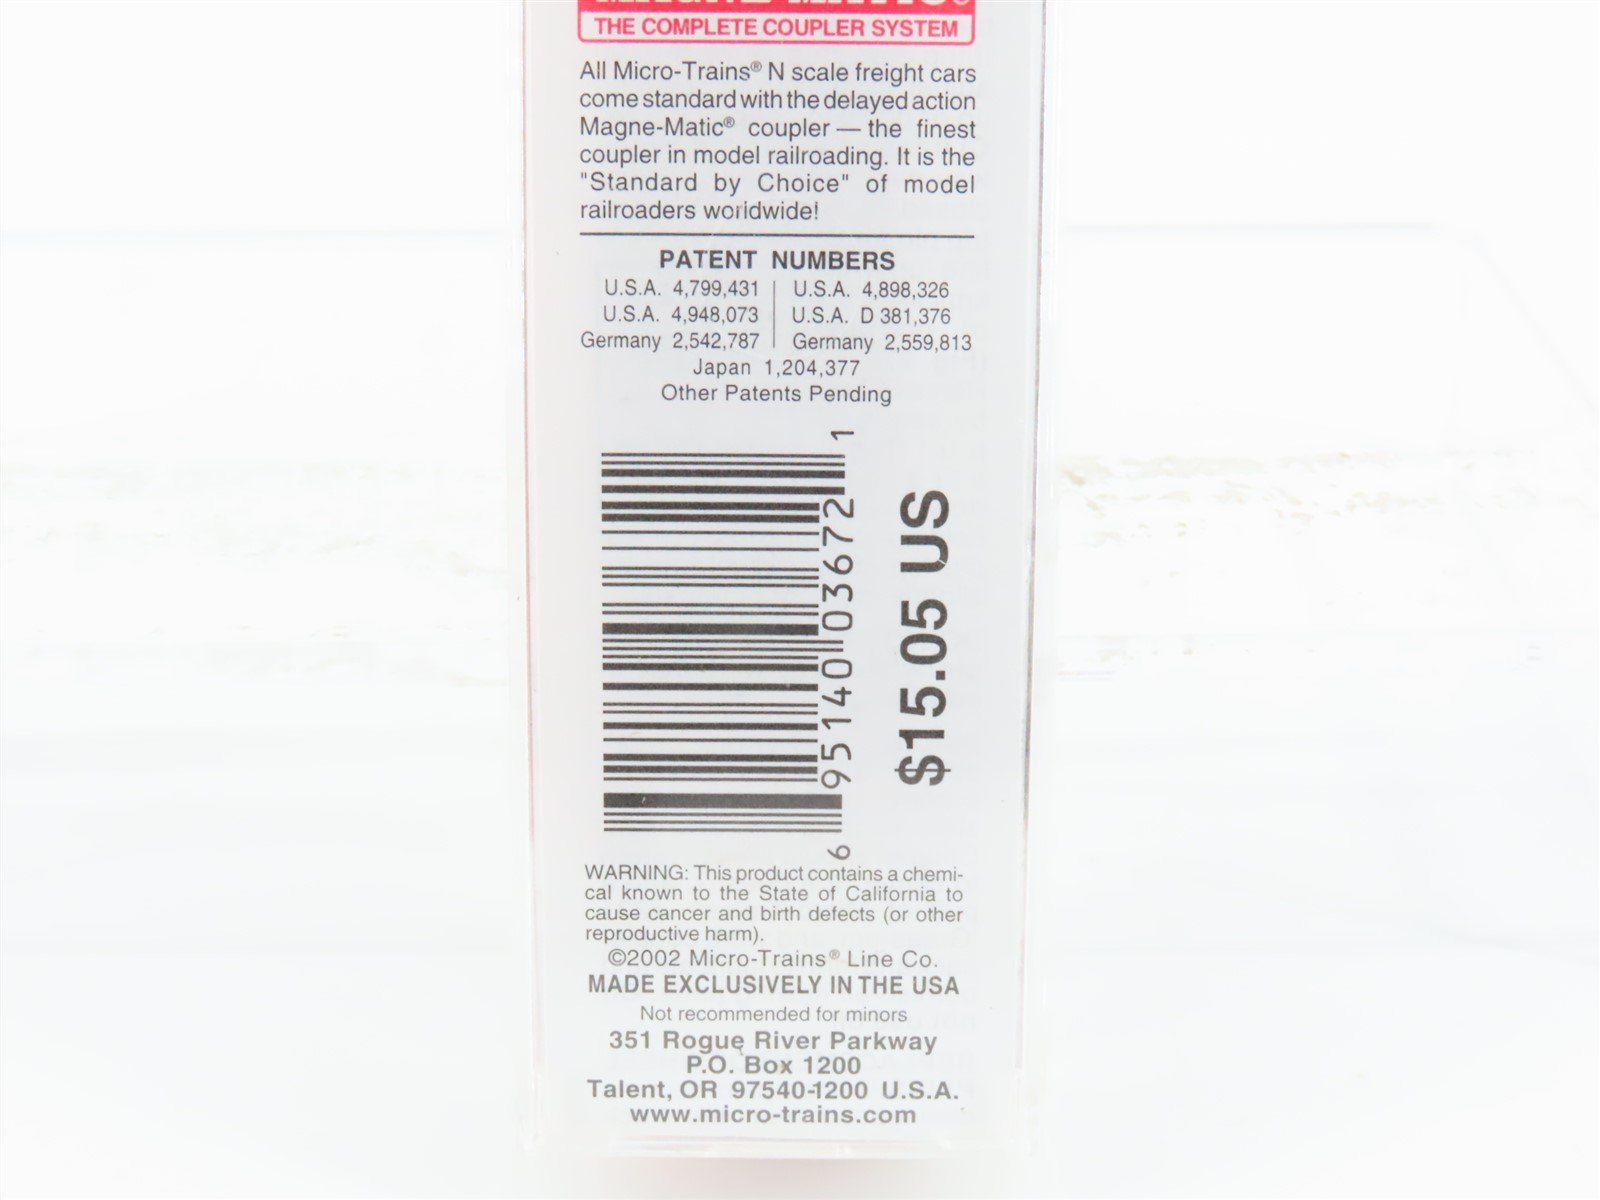 MAGNE-MATIC®
THE COMPLETE COUPLER SYSTEM
All Micro-Trains® N scale freight cars
come standard with the delayed action
Magne-Matic® coupler — the finest
coupler in model railroading. It is the
"Standard by Choice" of model
railroaders worldwide!
PATENT NUMBERS
U.S.A. 4,799,431 | U.S.A. 4,898,326
U.S.A. 4,948,073 | U.S.A. D 381,376
Germany 2,542,787 | Germany 2,559,813
Japan 1,204,377
Other Patents Pending
6 95140 03672 1
$15.05 US
WARNING: This product contains a chemi-
cal known to the State of California to
cause cancer and birth defects (or other
reproductive harm).
©2002 Micro-Trains® Line Co.
MADE EXCLUSIVELY IN THE USA
Not recommended for minors
351 Rogue River Parkway
P.O. Box 1200
Talent, OR 97540-1200 U.S.A.
www.micro-trains.com